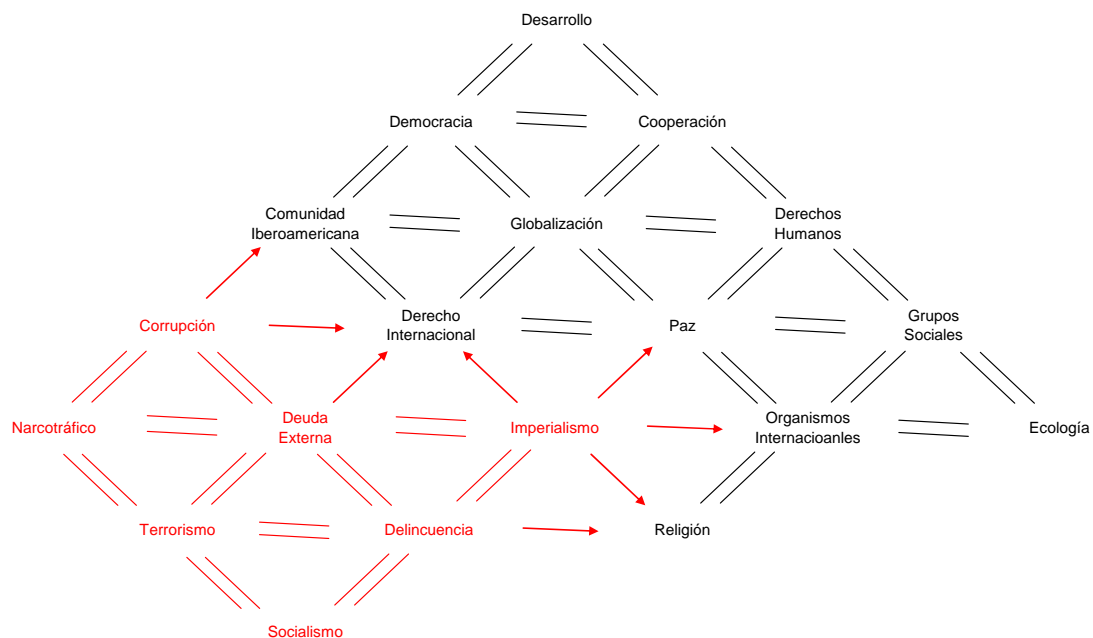 Desarrollo
Democracia
Cooperación
Comunidad
Iberoamericana
Globalización
Derechos
Humanos
Corrupción
Derecho
Internacional
Paz
Grupos
Sociales
Narcotráfico
Deuda
Externa
Imperialismo
Organismos
Internacioanles
Ecología
Terrorismo
Delincuencia
Religión
Socialismo